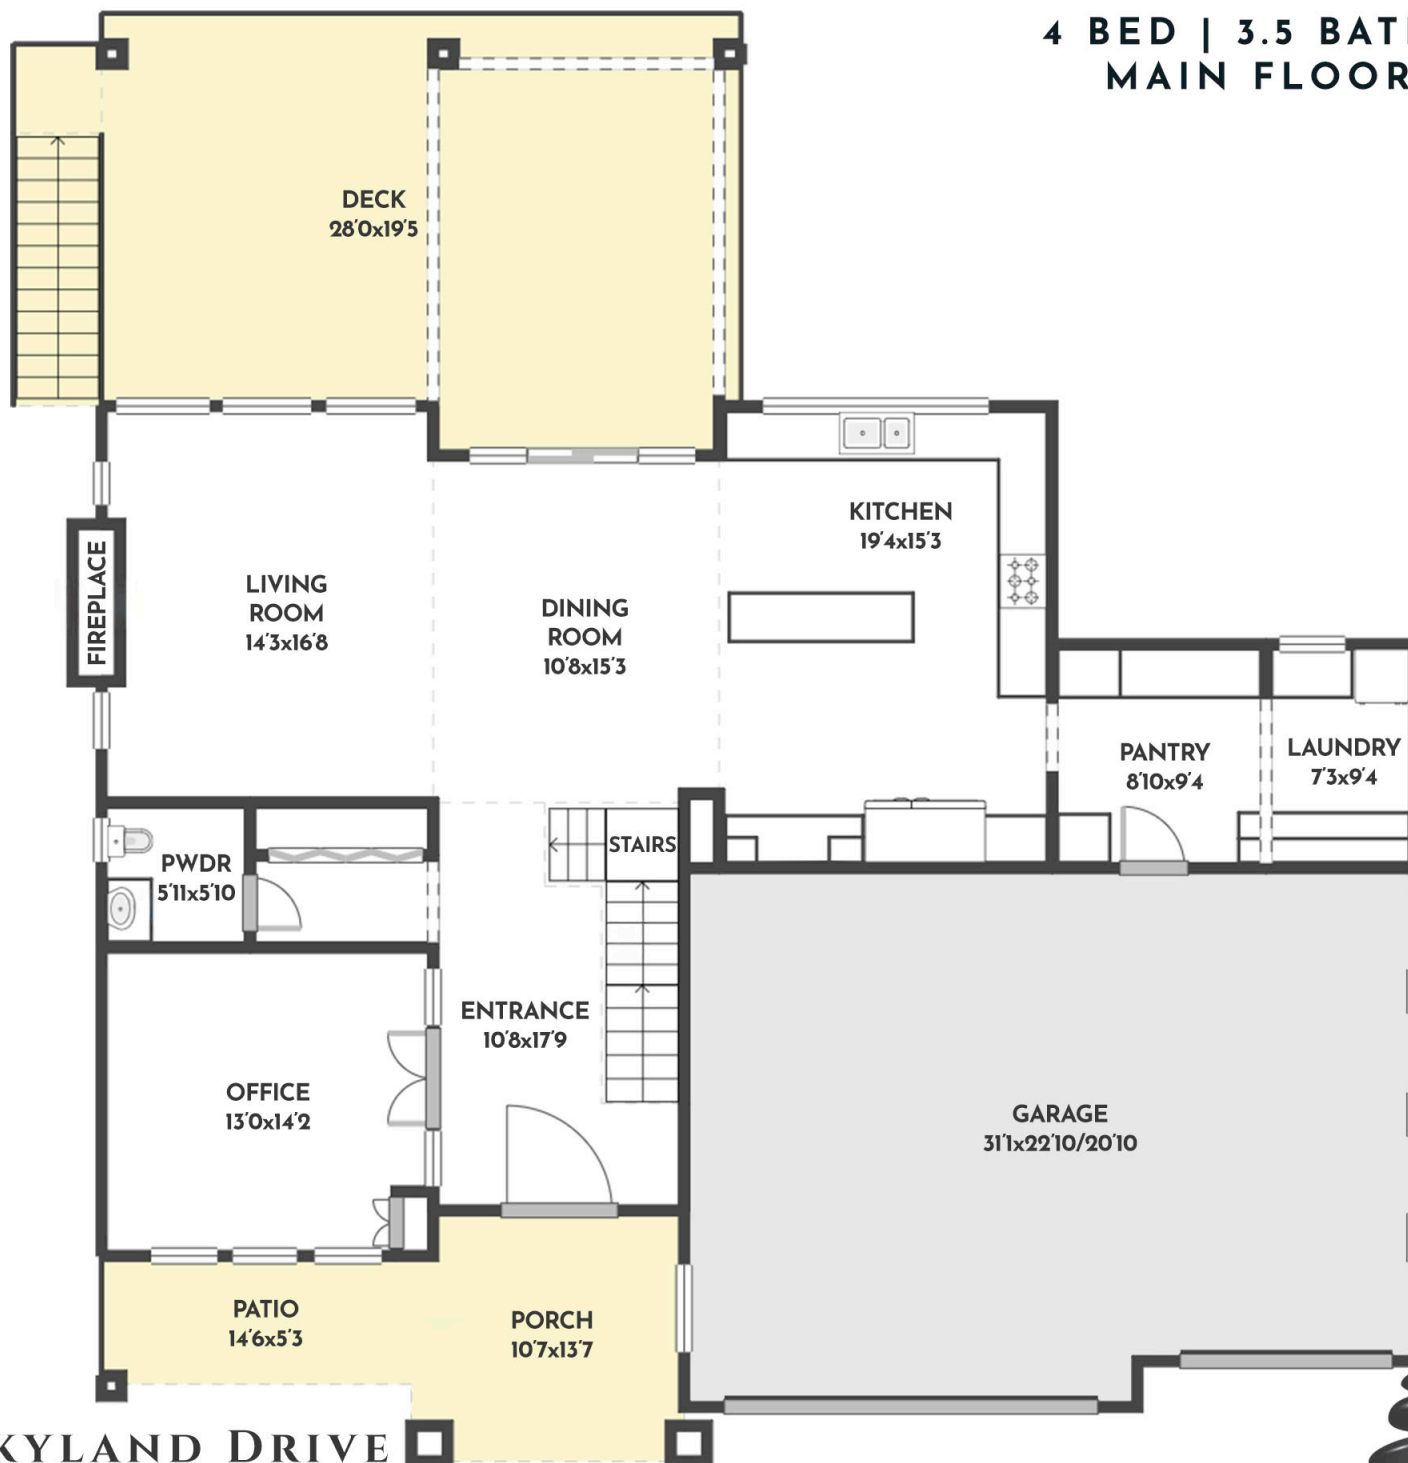 4 BED | 3.5 BAT
MAIN FLOOR
DECK
28'0x19'5
KITCHEN
19'4x15'3
FIREPLACE
LIVING
ROOM
14'3x16'8
DINING
ROOM
10'8x15'3
PANTRY
8'10x9'4
LAUNDRY
7'3x9'4
STAIRS
PWDR
5'11x5'10
ENTRANCE
10'8x17'9
OFFICE
13'0x14'2
GARAGE
31'1x22'10/20'10
PATIO
14'6x5'3
PORCH
10'7x13'7
KYLAND DRIVE